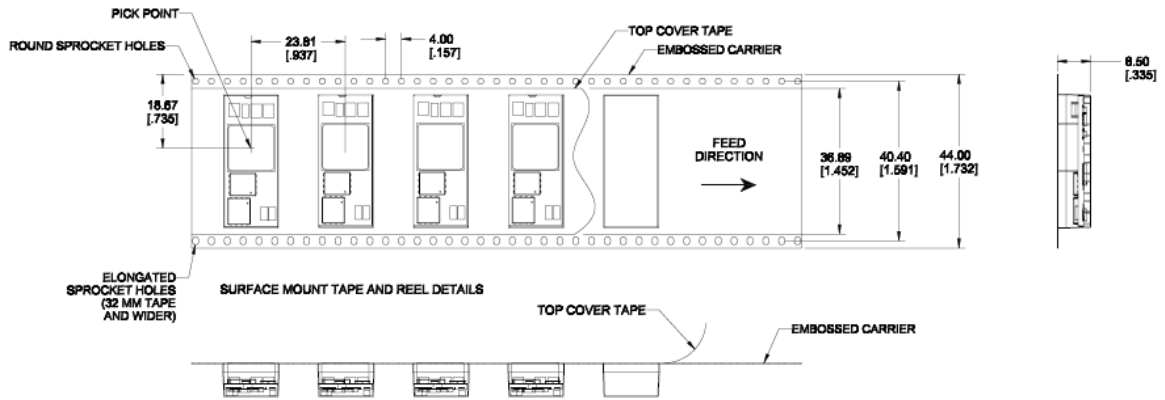 PICK POINT
ROUND SPROCKET HOLES
23.81
[.937]
4.00
[.157]
TOP COVER TAPE
EMBOSSED CARRIER
18.67
[.735]
FEED
DIRECTION
36.89
[1.452]
40.40
[1.591]
44.00
[1.732]
8.50
[.335]
ELONGATED
SPROCKET HOLES
(32 MM TAPE
AND WIDER)
SURFACE MOUNT TAPE AND REEL DETAILS
TOP COVER TAPE
EMBOSSED CARRIER